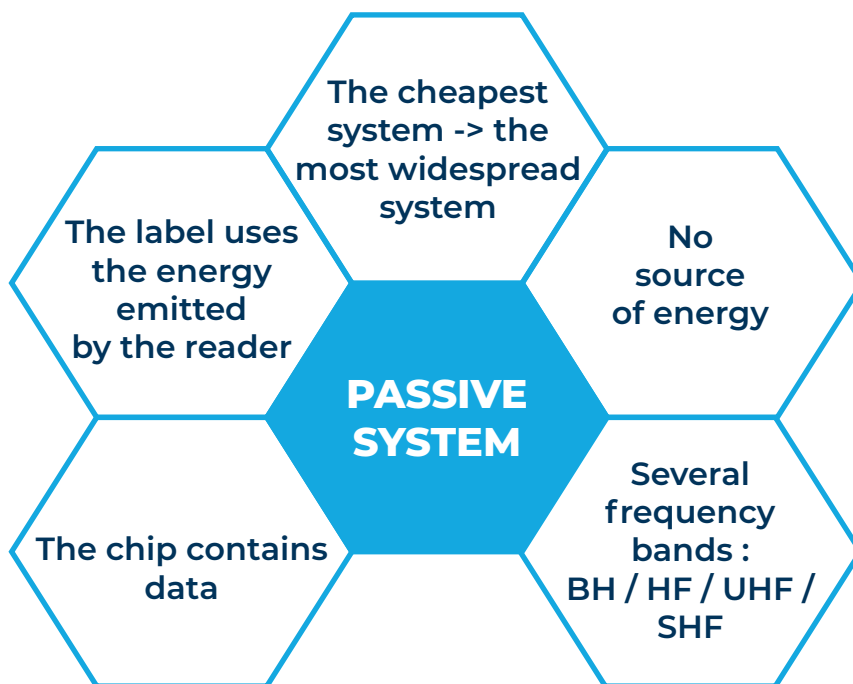 The cheapest
system -> the
most widespread
system
The label uses
the energy
emitted
by the reader
No
source
of energy
PASSIVE
SYSTEM
The chip contains
data
Several
frequency
bands :
BH / HF / UHF /
SHF